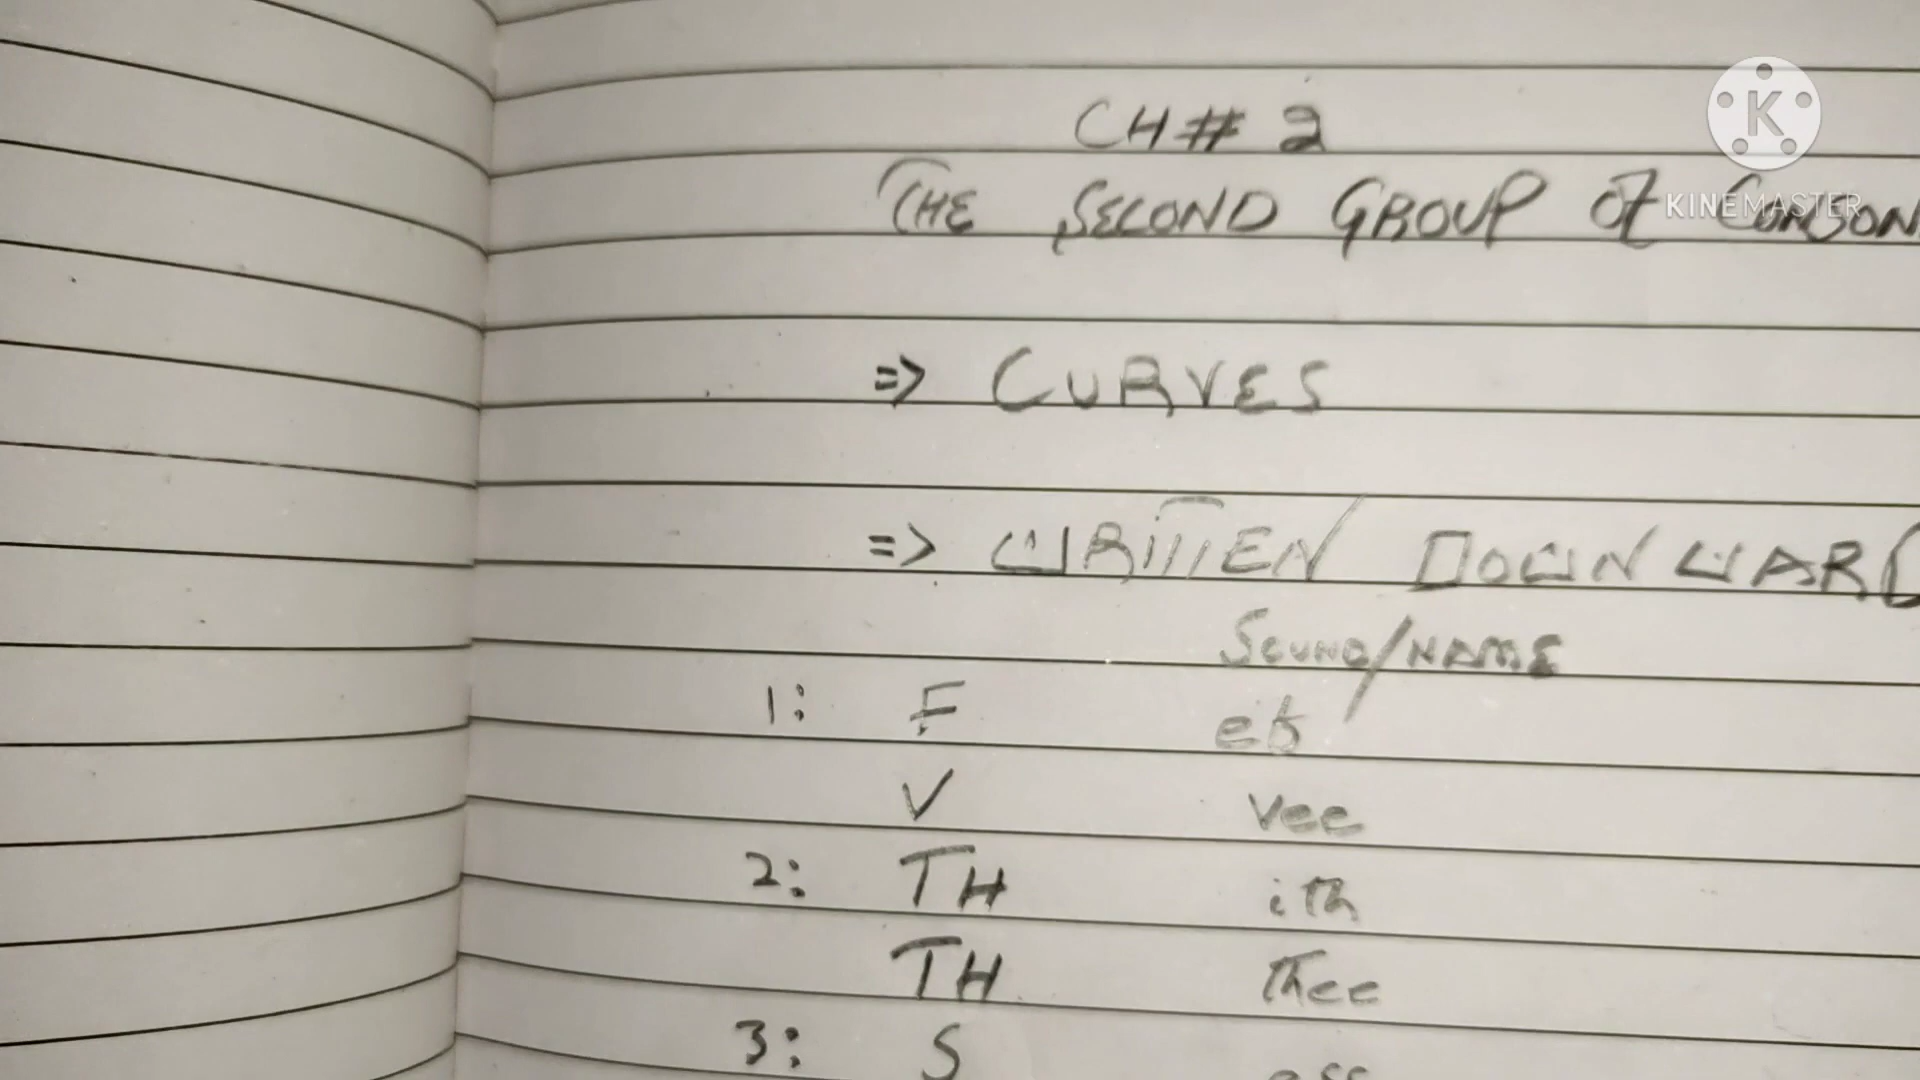 CH# 2
THE SECOND GROUP OF CONSON
KINEMASTER
=> CURVES
=> WRITTEN DOWNWARD
SOUND/NAME
1: F ef
V vee
2: TH ith
TH thee
3: S ess